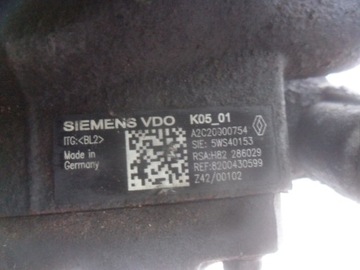 SIEMENS VDO K05_01
ITG:<BL2> A2C20000754
Made in SIE: 5WS40153
Germany RSA:H82 286029
REF:8200430599
Z42/00102